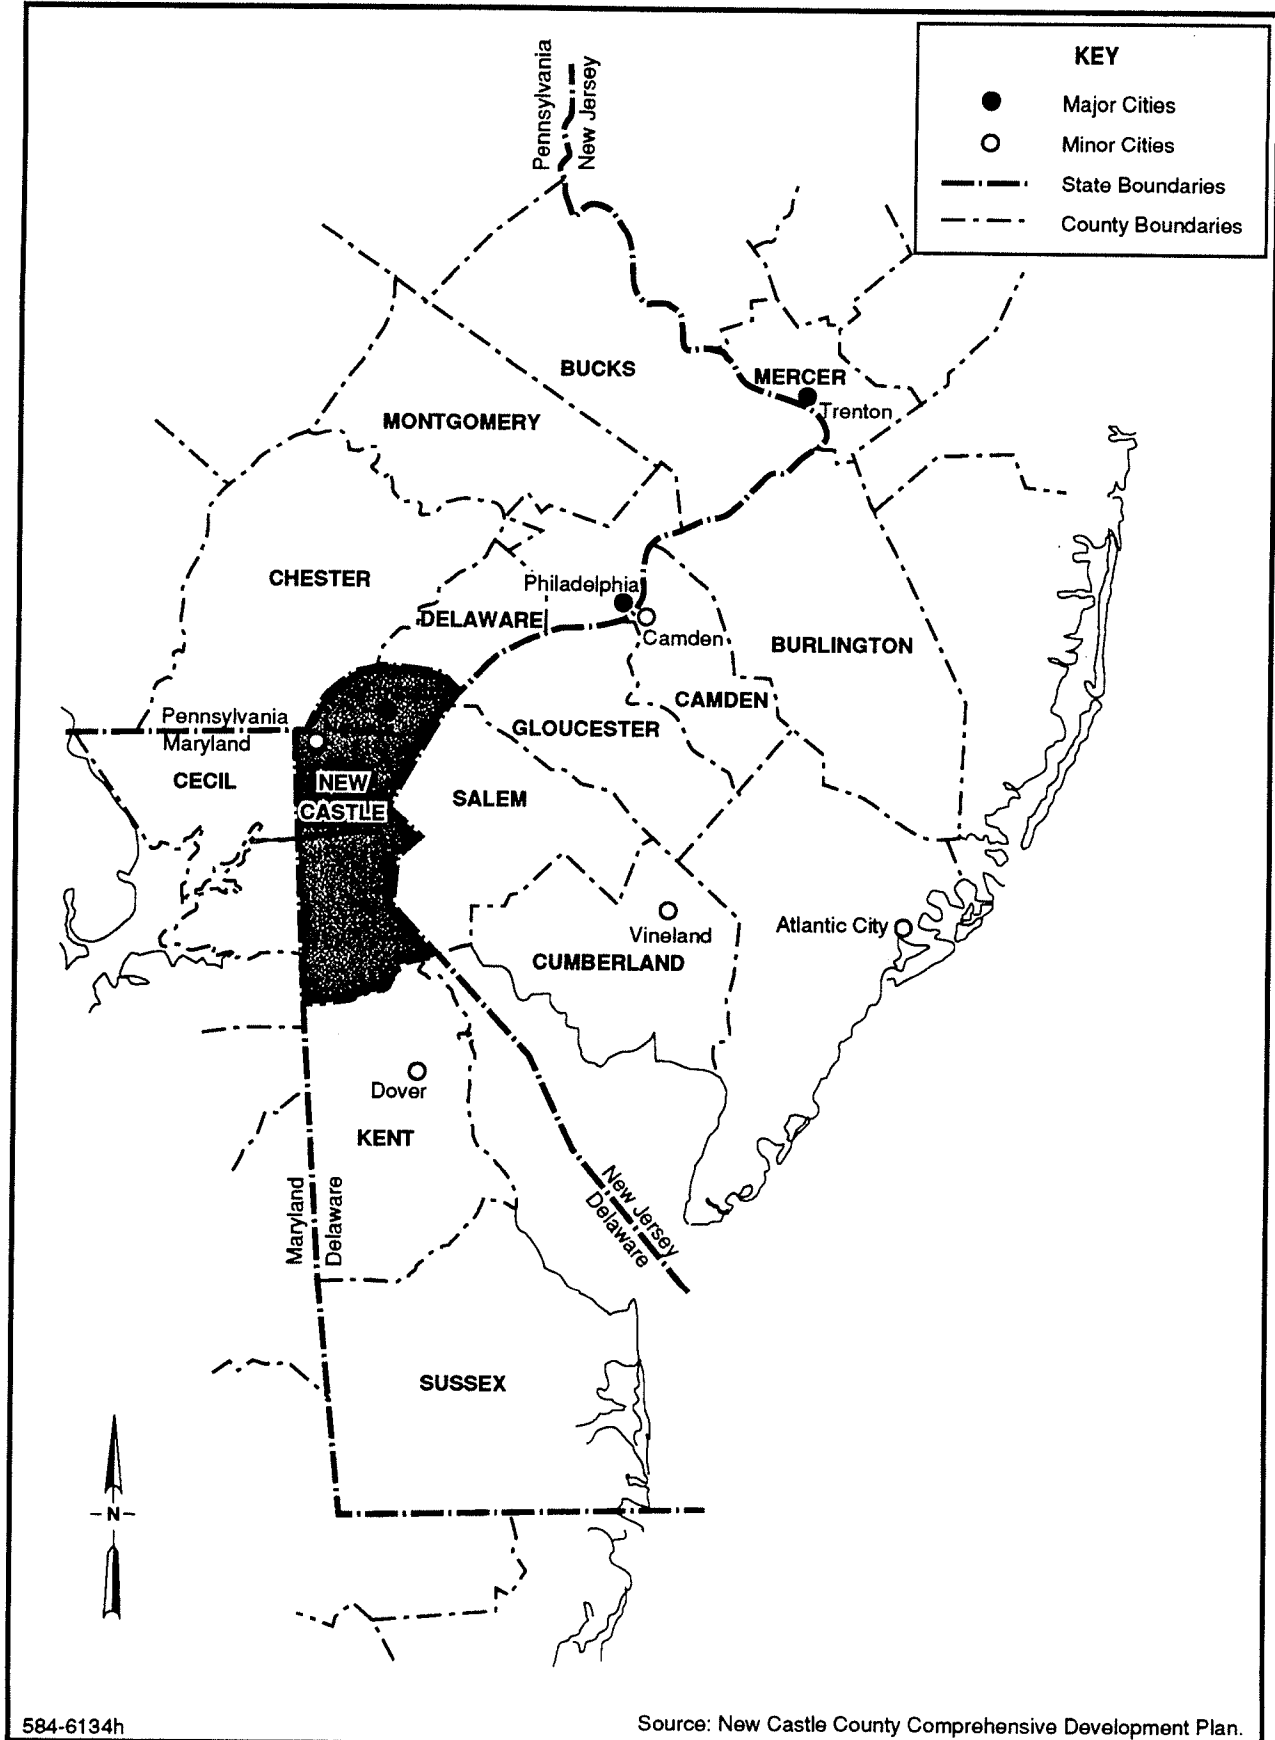 KEY
Major Cities
Minor Cities
State Boundaries
County Boundaries
Pennsylvania
New Jersey
BUCKS
MERCER
Trenton
MONTGOMERY
CHESTER
Philadelphia
DELAWARE
Camden
BURLINGTON
CAMDEN
Pennsylvania
Maryland
GLOUCESTER
CECIL
NEW
CASTLE
SALEM
Vineland
Atlantic City
CUMBERLAND
Dover
KENT
Maryland
Delaware
New Jersey
Delaware
SUSSEX
N
584-6134h
Source: New Castle County Comprehensive Development Plan.